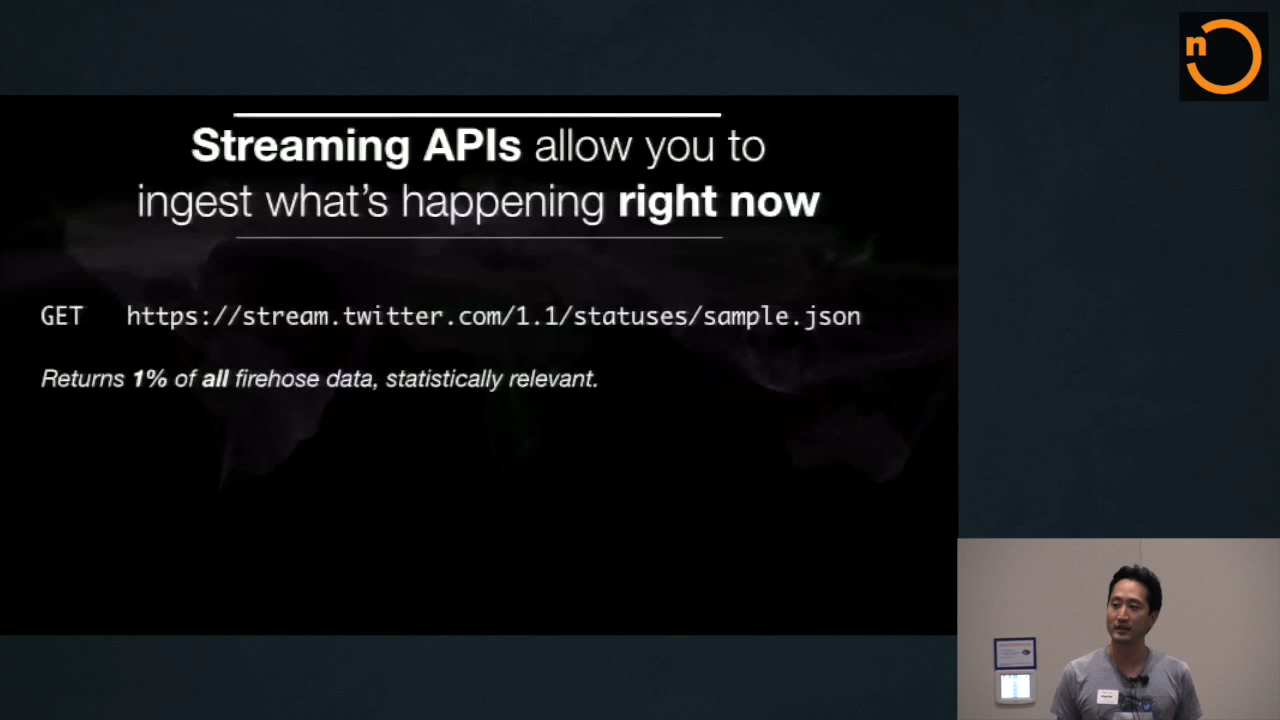 n
Streaming APIs allow you to
ingest what's happening right now
GET https://stream.twitter.com/1.1/statuses/sample.json
Returns 1% of all firehose data, statistically relevant.